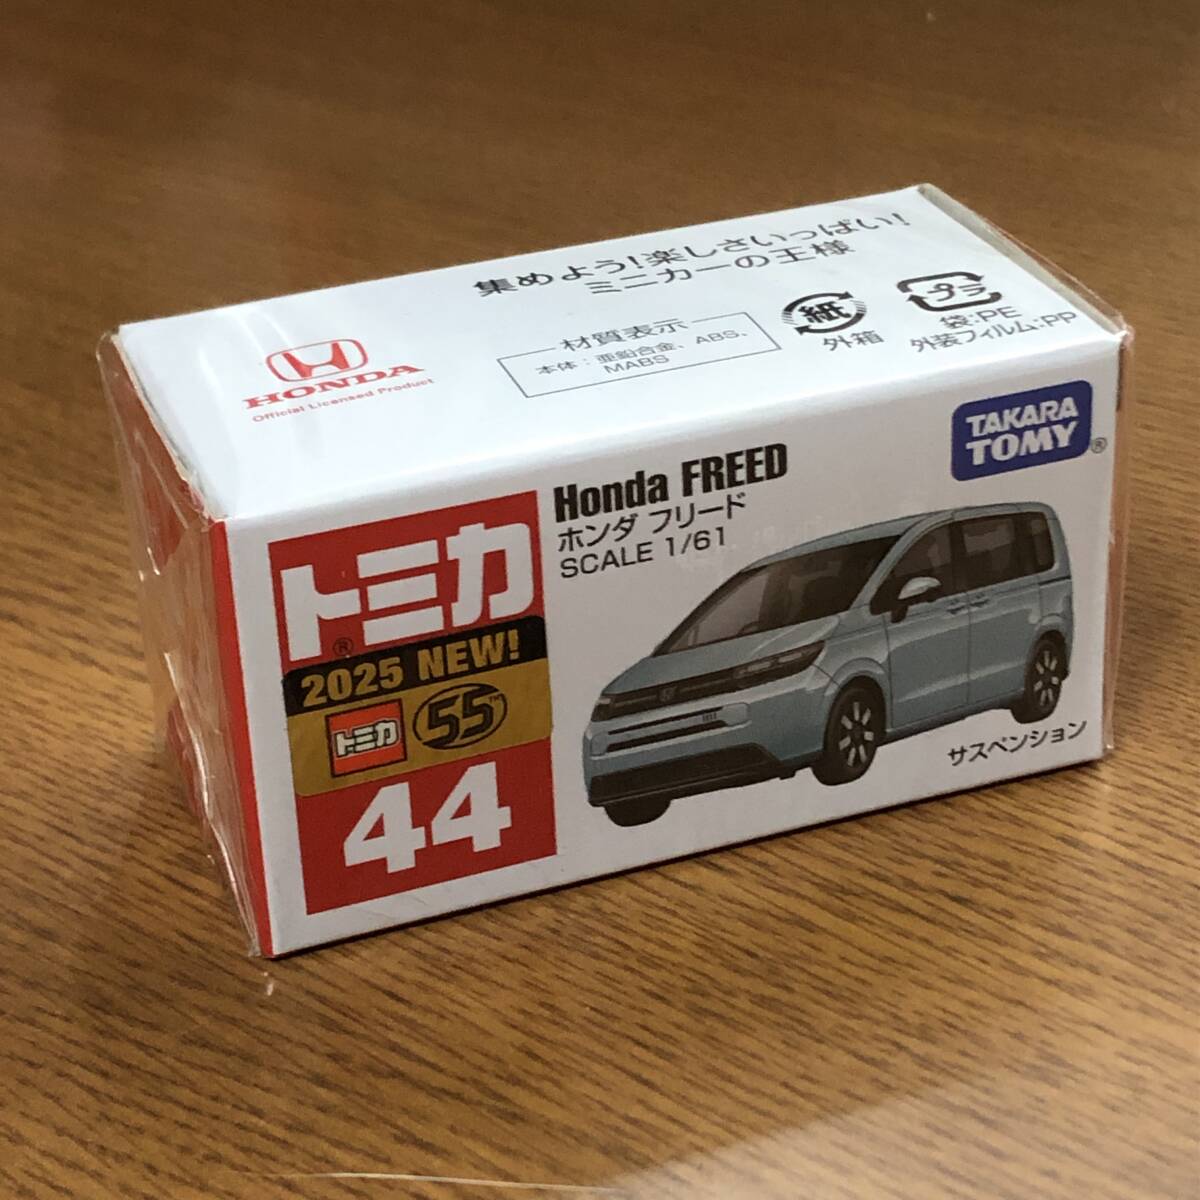 集めよう!楽しさいっぱい!
ミニカーの王様
HONDA
Official Licensed Product
材質表示
本体:亜鉛合金、ABS、
MABS
紙
外箱
プラ
袋:PE
外装フィルム:PP
TAKARA
TOMY®
Honda FREED
ホンダ フリード
SCALE 1/61
トミカ®
2025 NEW!
トミカ 55™
44
サスペンション